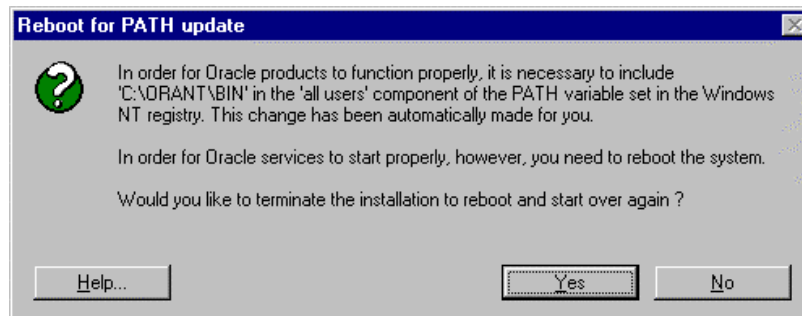 Reboot for PATH update
In order for Oracle products to function properly, it is necessary to include
'C:\ORANT\BIN' in the 'all users' component of the PATH variable set in the Windows
NT registry. This change has been automatically made for you.
In order for Oracle services to start properly, however, you need to reboot the system.
Would you like to terminate the installation to reboot and start over again ?
Help...
Yes
No